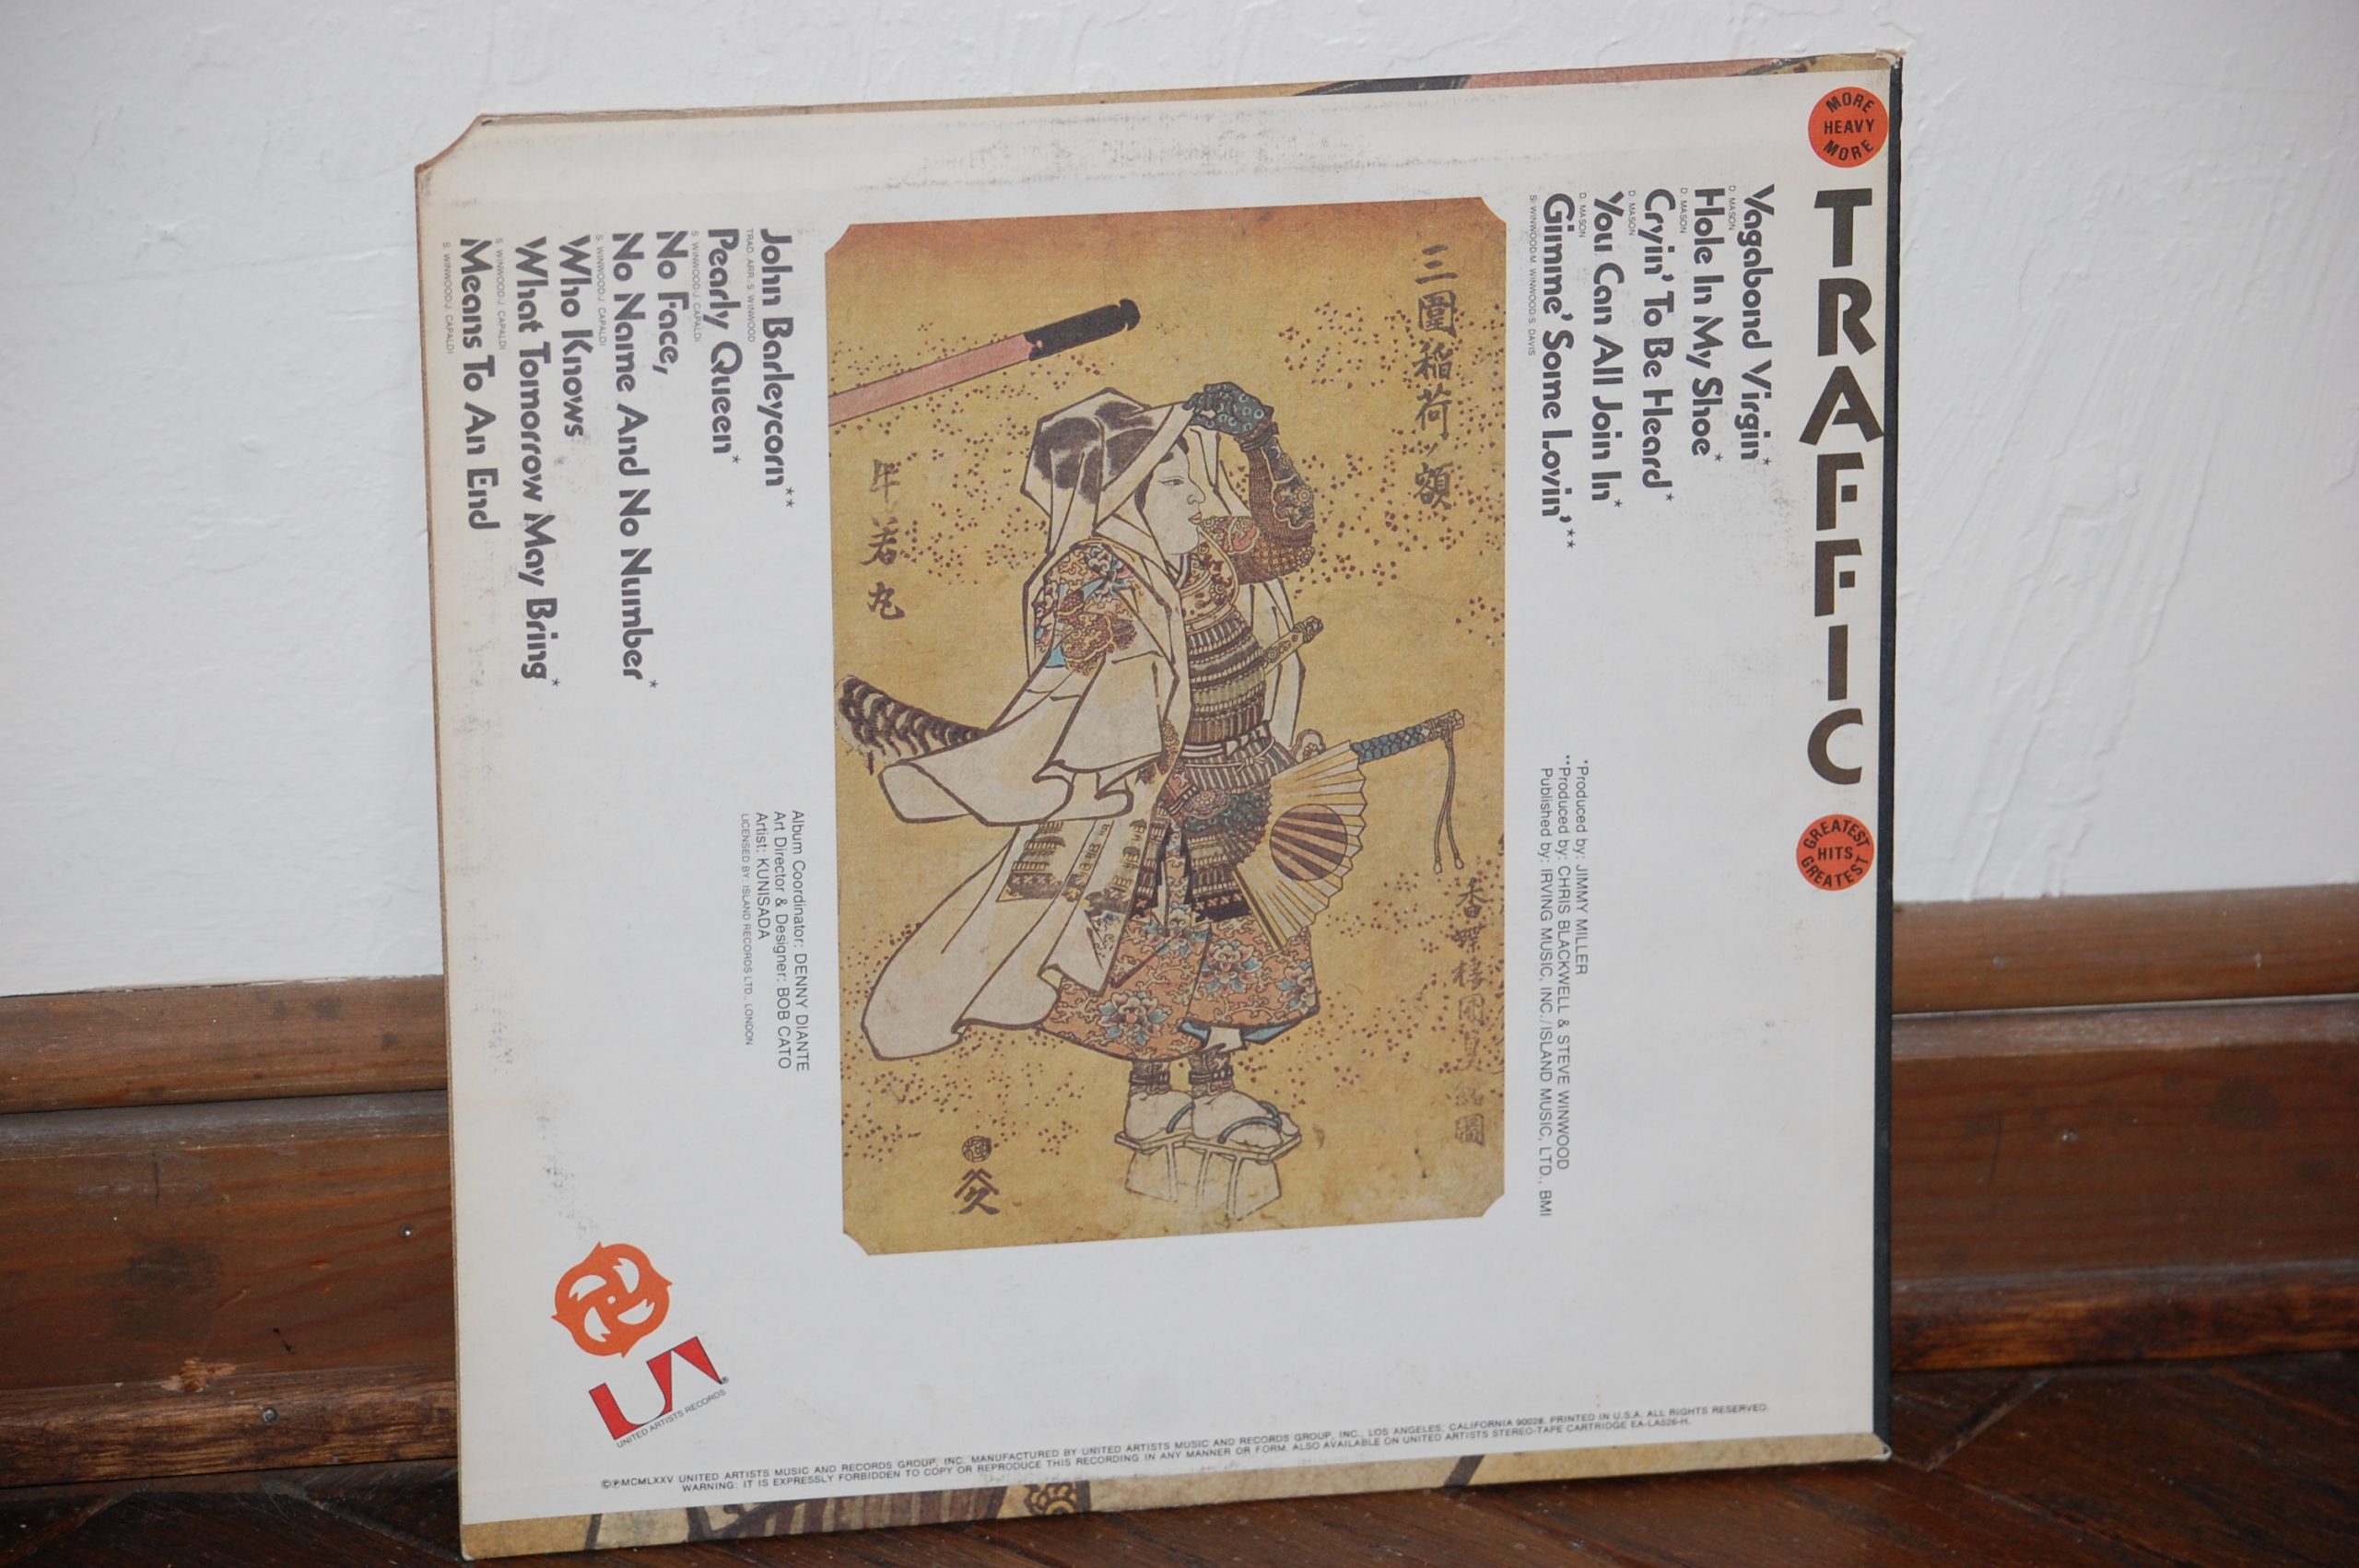 MORE
HEAVY
MORE
TRAFFIC
GREATEST
HITS
GREATEST
Vagabond Virgin*
D. MASON
Hole In My Shoe*
D. MASON
Cryin' To Be Heard*
D. MASON
You Can All Join In*
D. MASON
Gimme' Some Lovin'**
S. WINWOOD/M. WINWOOD/S. DAVIS
*Produced by: JIMMY MILLER
**Produced by: CHRIS BLACKWELL & STEVE WINWOOD
Published by: IRVING MUSIC, INC./ISLAND MUSIC, LTD., BMI
三圍稲荷ノ額
牛若丸
香蝶楼国貞
John Barleycorn**
TRAD. ARR. S. WINWOOD
Pearly Queen*
S. WINWOOD/J. CAPALDI
No Face,
No Name And No Number*
S. WINWOOD/J. CAPALDI
Who Knows
What Tomorrow May Bring*
S. WINWOOD/J. CAPALDI
Means To An End
S. WINWOOD/J. CAPALDI
Album Coordinator: DENNY DIANTE
Art Director & Designer: BOB CATO
Artist: KUNISADA
LICENSED BY: ISLAND RECORDS LTD., LONDON
UA
UNITED ARTISTS RECORDS
©℗MCMLXXV UNITED ARTISTS MUSIC AND RECORDS GROUP, INC. MANUFACTURED BY UNITED ARTISTS MUSIC AND RECORDS GROUP, INC., LOS ANGELES, CALIFORNIA 90028. PRINTED IN U.S.A. ALL RIGHTS RESERVED.
WARNING: IT IS EXPRESSLY FORBIDDEN TO COPY OR REPRODUCE THIS RECORDING IN ANY MANNER OR FORM. ALSO AVAILABLE ON UNITED ARTISTS STEREO-TAPE CARTRIDGE EA-LA526-H.